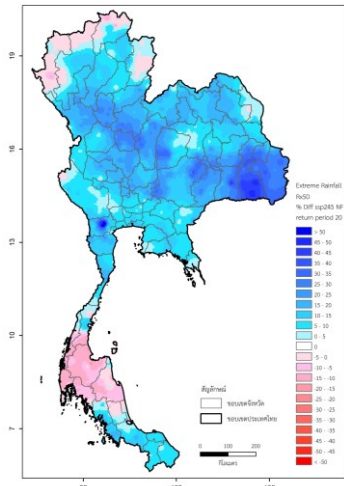 19
16
13
10
7
Extreme Rainfall
Rx5D
% Diff ssp245 NF
return period 20
> 50
45 - 50
40 - 45
35 - 40
30 - 35
25 - 30
20 - 25
15 - 20
10 - 15
5 - 10
0 - 5
0
-5 - 0
-10 - -5
-15 - -10
-20 - -15
-25 - -20
-30 - -25
-35 - -30
-40 - -35
-45 - -40
-50 - -45
< -50
สัญลักษณ์
ขอบเขตจังหวัด
ขอบเขตประเทศไทย
0 100 200
กิโลเมตร